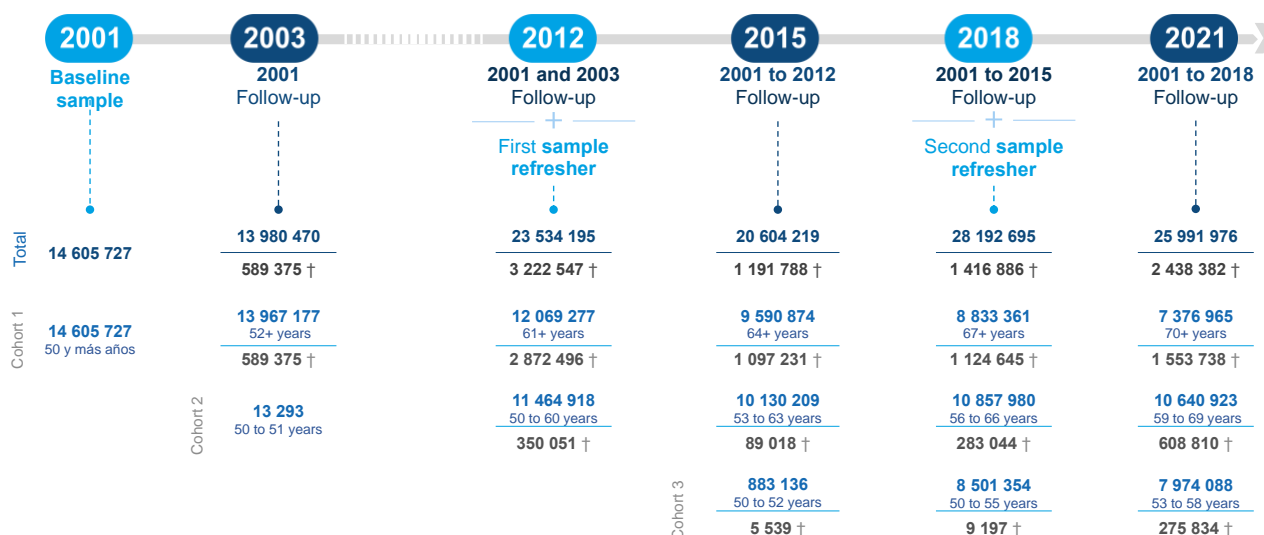 2001 2003 2012 2015 2018 2021
Baseline sample
2001 Follow-up
2001 and 2003 Follow-up
2001 to 2012 Follow-up
2001 to 2015 Follow-up
2001 to 2018 Follow-up
+ +
First sample refresher
Second sample refresher
Total
14 605 727
13 980 470
23 534 195
20 604 219
28 192 695
25 991 976
589 375 †
3 222 547 †
1 191 788 †
1 416 886 †
2 438 382 †
Cohort 1
14 605 727
50 y más años
13 967 177
52+ years
589 375 †
12 069 277
61+ years
2 872 496 †
9 590 874
64+ years
1 097 231 †
8 833 361
67+ years
1 124 645 †
7 376 965
70+ years
1 553 738 †
Cohort 2
13 293
50 to 51 years
11 464 918
50 to 60 years
350 051 †
10 130 209
53 to 63 years
89 018 †
10 857 980
56 to 66 years
283 044 †
10 640 923
59 to 69 years
608 810 †
Cohort 3
883 136
50 to 52 years
5 539 †
8 501 354
50 to 55 years
9 197 †
7 974 088
53 to 58 years
275 834 †